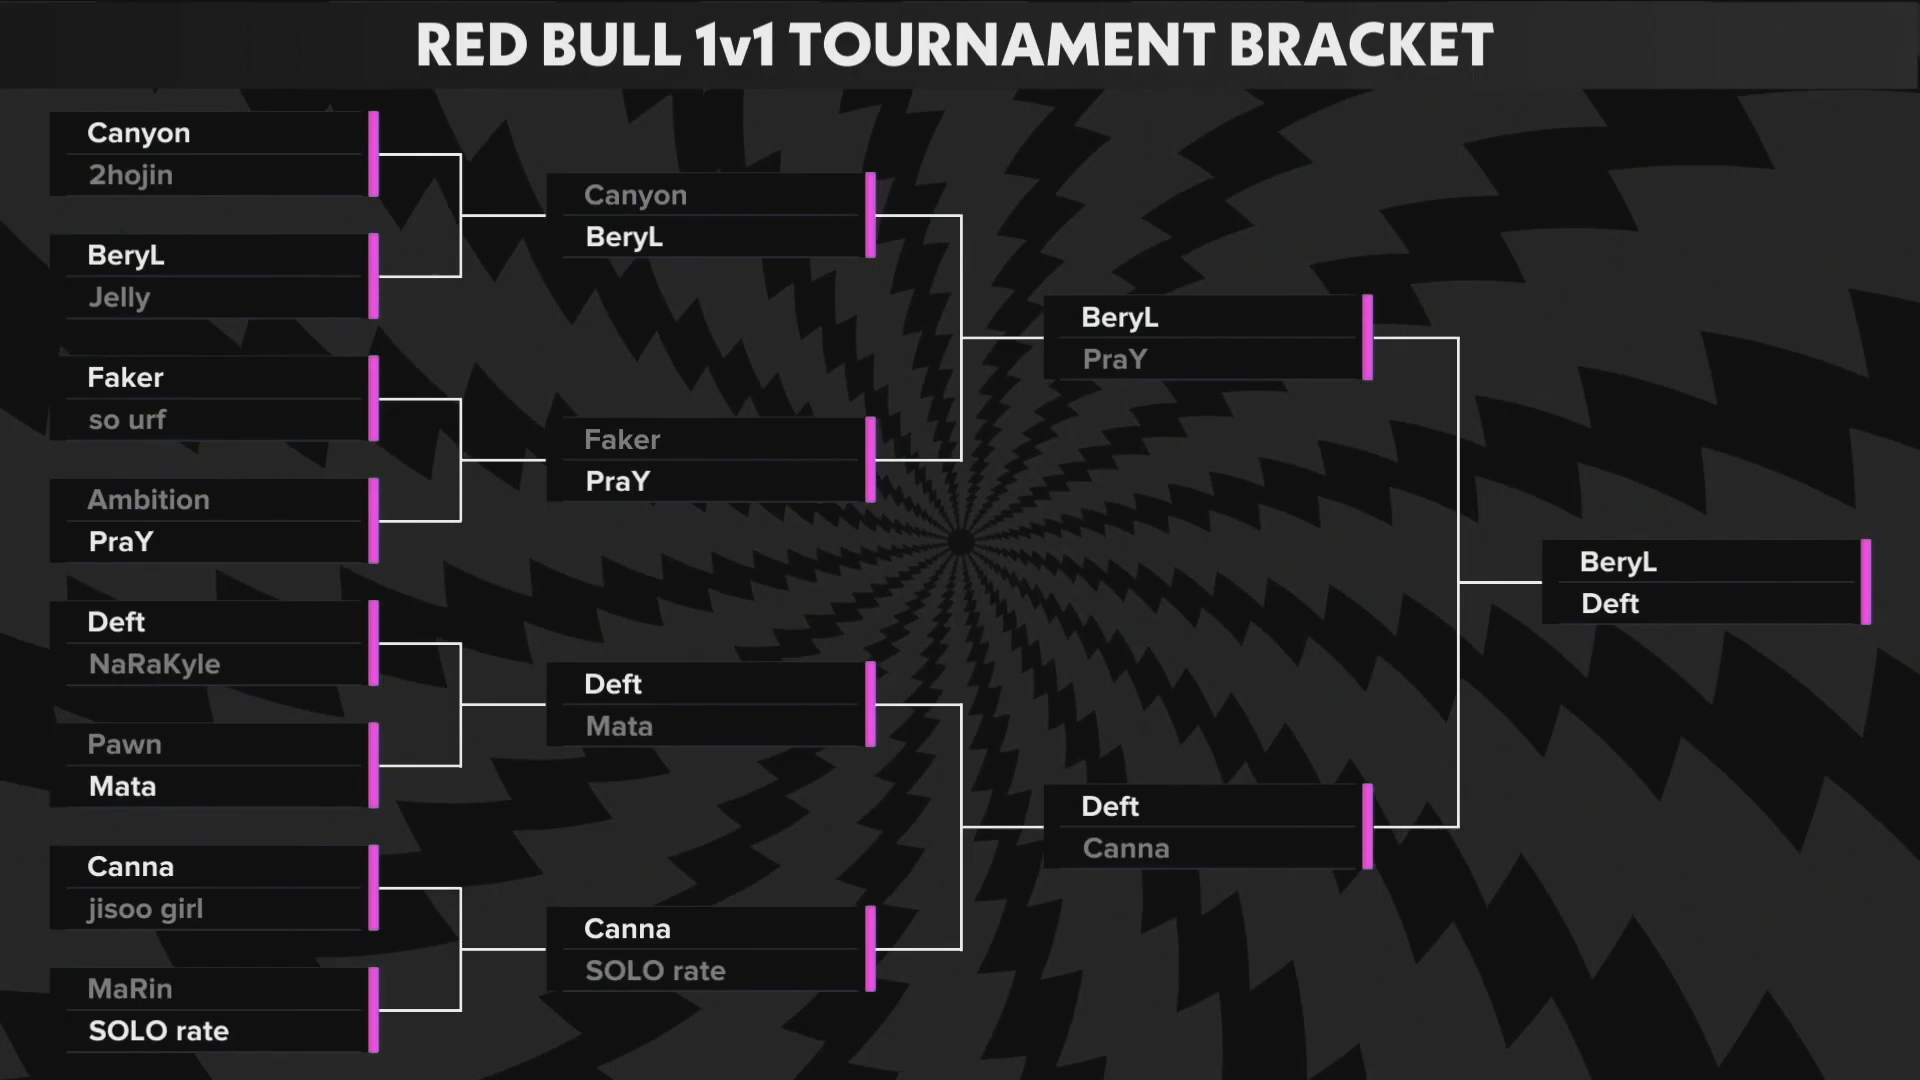 RED BULL 1v1 TOURNAMENT BRACKET
Canyon
2hojin
BeryL
Jelly
Faker
so urf
Ambition
PraY
Deft
NaRaKyle
Pawn
Mata
Canna
jisoo girl
MaRin
SOLO rate
Canyon
BeryL
Faker
PraY
Deft
Mata
Canna
SOLO rate
BeryL
PraY
Deft
Canna
BeryL
Deft